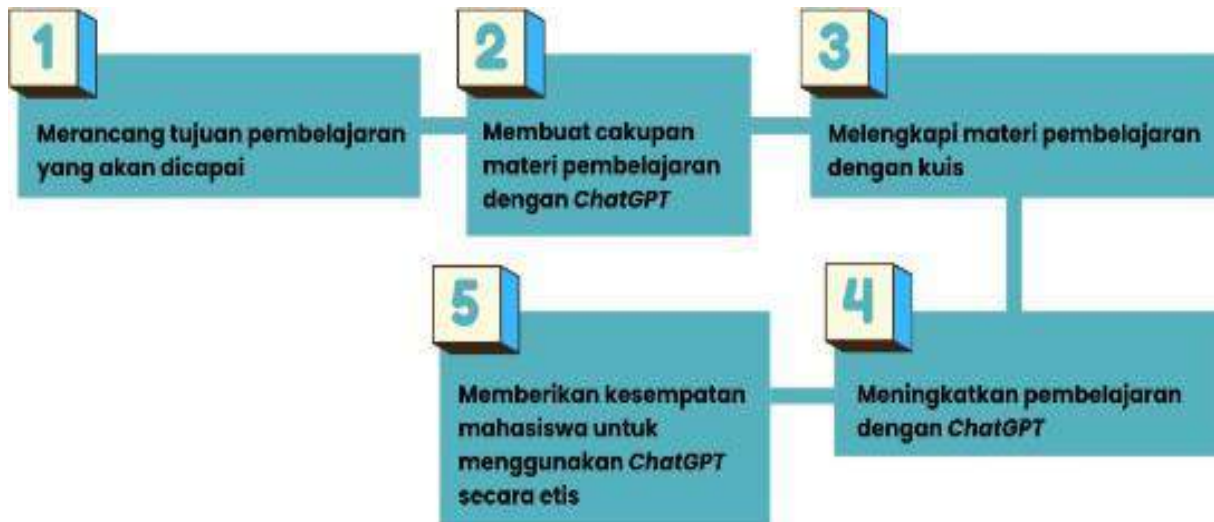 1
Merancang tujuan pembelajaran
yang akan dicapai
2
Membuat cakupan
materi pembelajaran
dengan ChatGPT
3
Melengkapi materi pembelajaran
dengan kuis
4
Meningkatkan pembelajaran
dengan ChatGPT
5
Memberikan kesempatan
mahasiswa untuk
menggunakan ChatGPT
secara etis